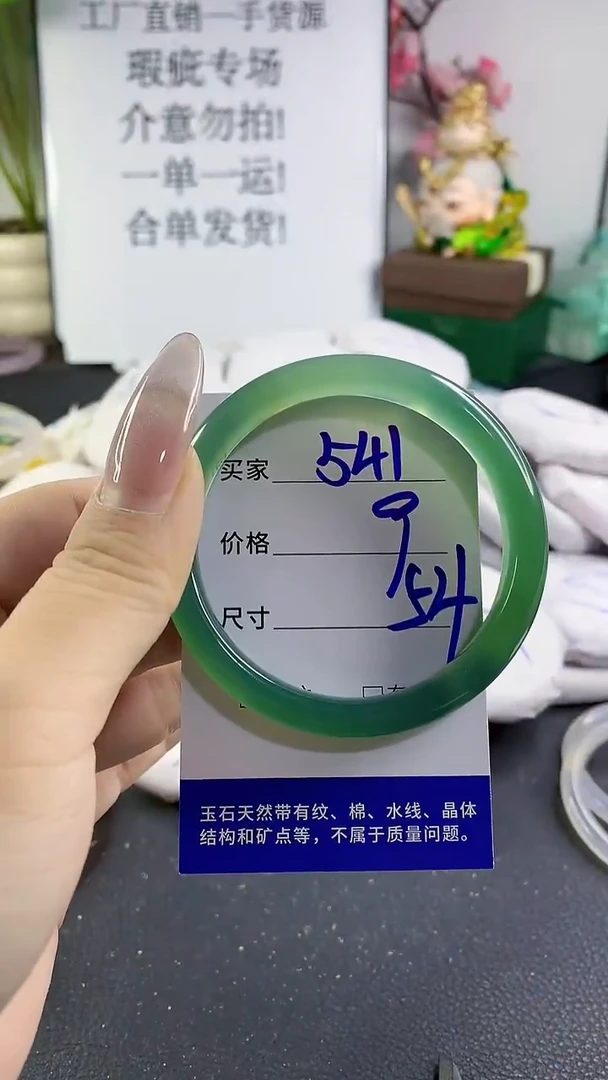 工厂直销一手货源
瑕疵专场
介意勿拍!
一单一运!
合单发货!
买家 541
价格 9
尺寸 54
玉石天然带有纹、棉、水线、晶体
结构和矿点等，不属于质量问题。